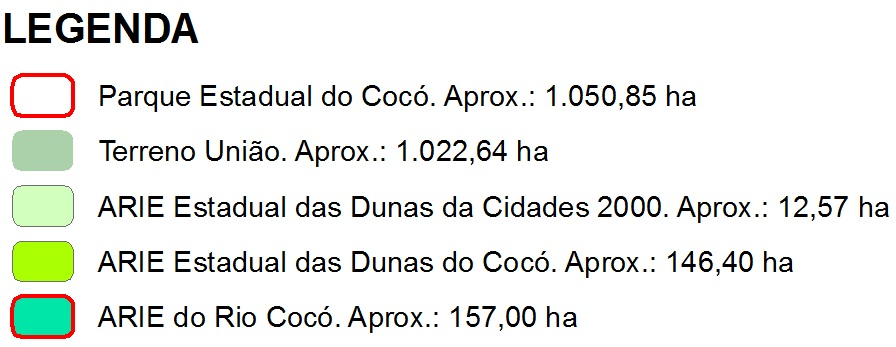 LEGENDA
Parque Estadual do Cocó. Aprox.: 1.050,85 ha
Terreno União. Aprox.: 1.022,64 ha
ARIE Estadual das Dunas da Cidades 2000. Aprox.: 12,57 ha
ARIE Estadual das Dunas do Cocó. Aprox.: 146,40 ha
ARIE do Rio Cocó. Aprox.: 157,00 ha